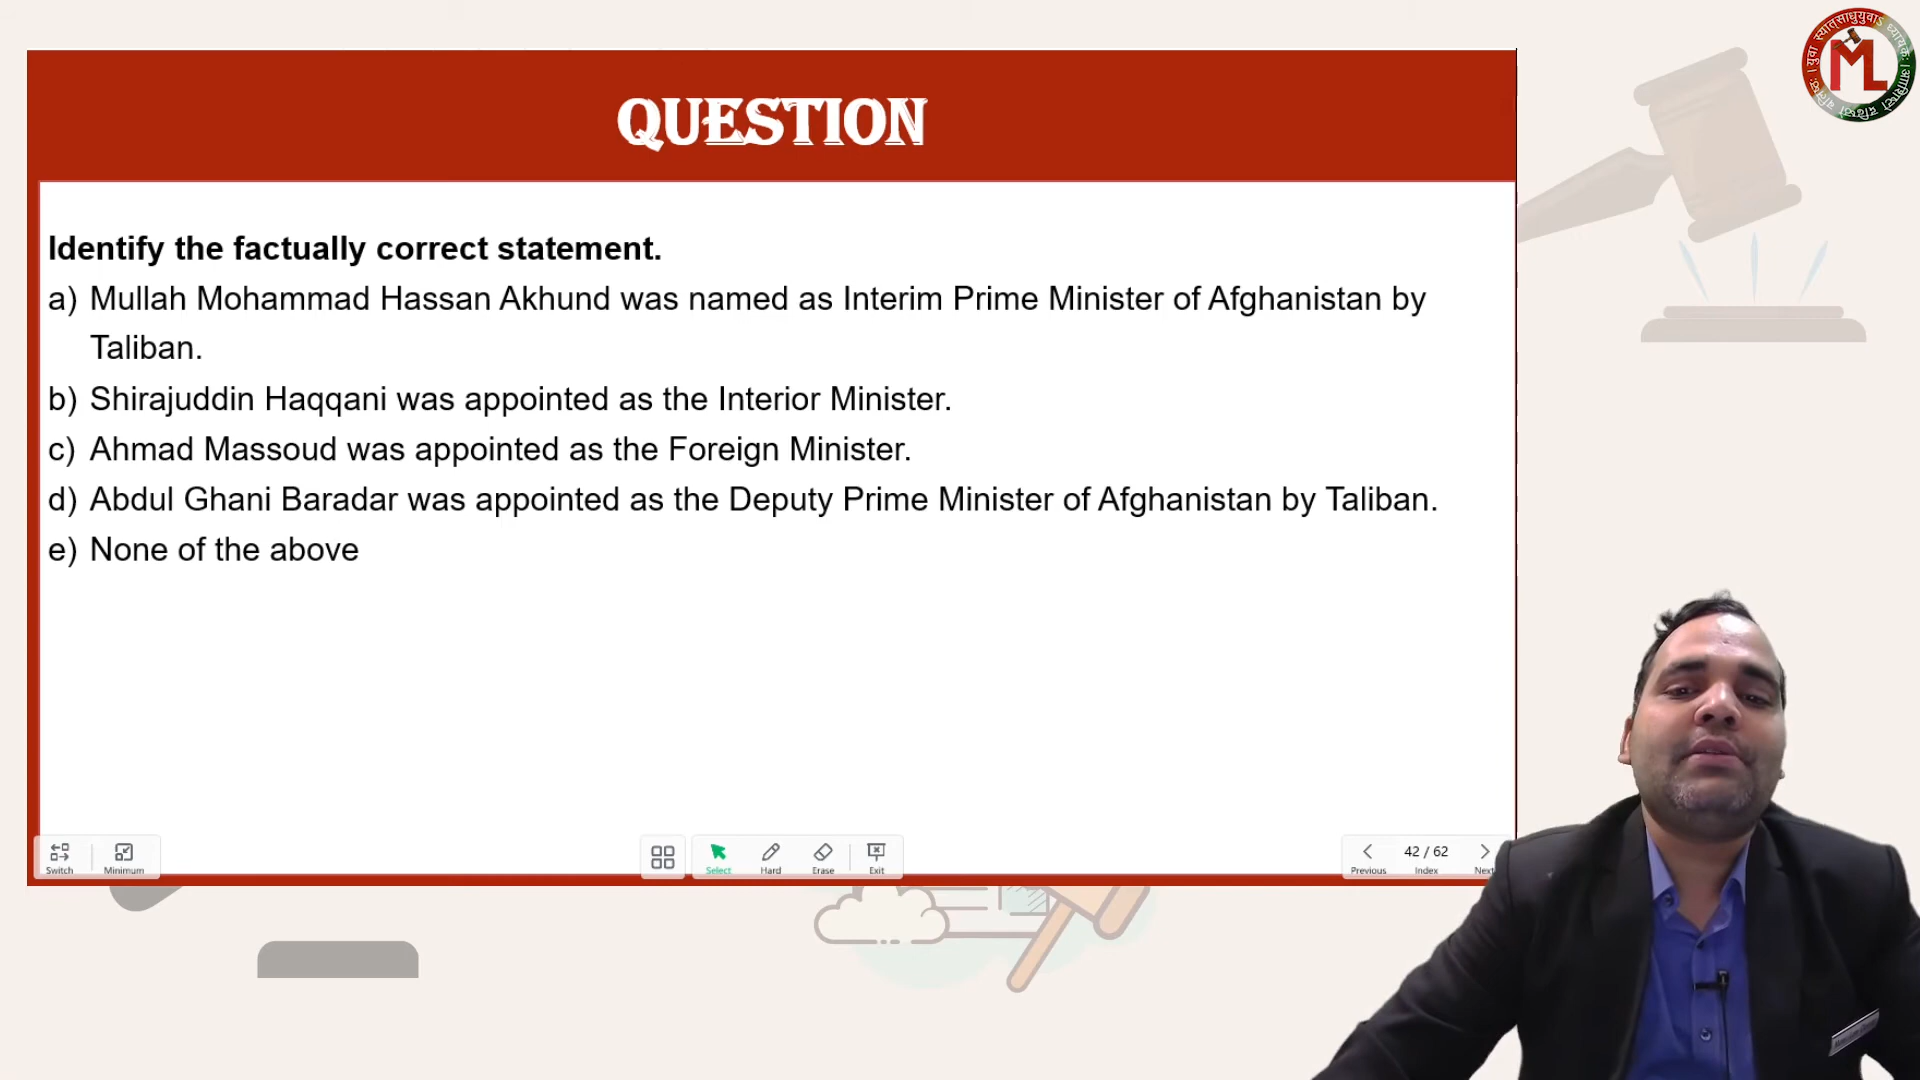 QUESTION
Identify the factually correct statement.
a) Mullah Mohammad Hassan Akhund was named as Interim Prime Minister of Afghanistan by
Taliban.
b) Shirajuddin Haqqani was appointed as the Interior Minister.
c) Ahmad Massoud was appointed as the Foreign Minister.
d) Abdul Ghani Baradar was appointed as the Deputy Prime Minister of Afghanistan by Taliban.
e) None of the above
Switch Minimum Select Hard Erase Exit 42 / 62
Previous Index Next
ML